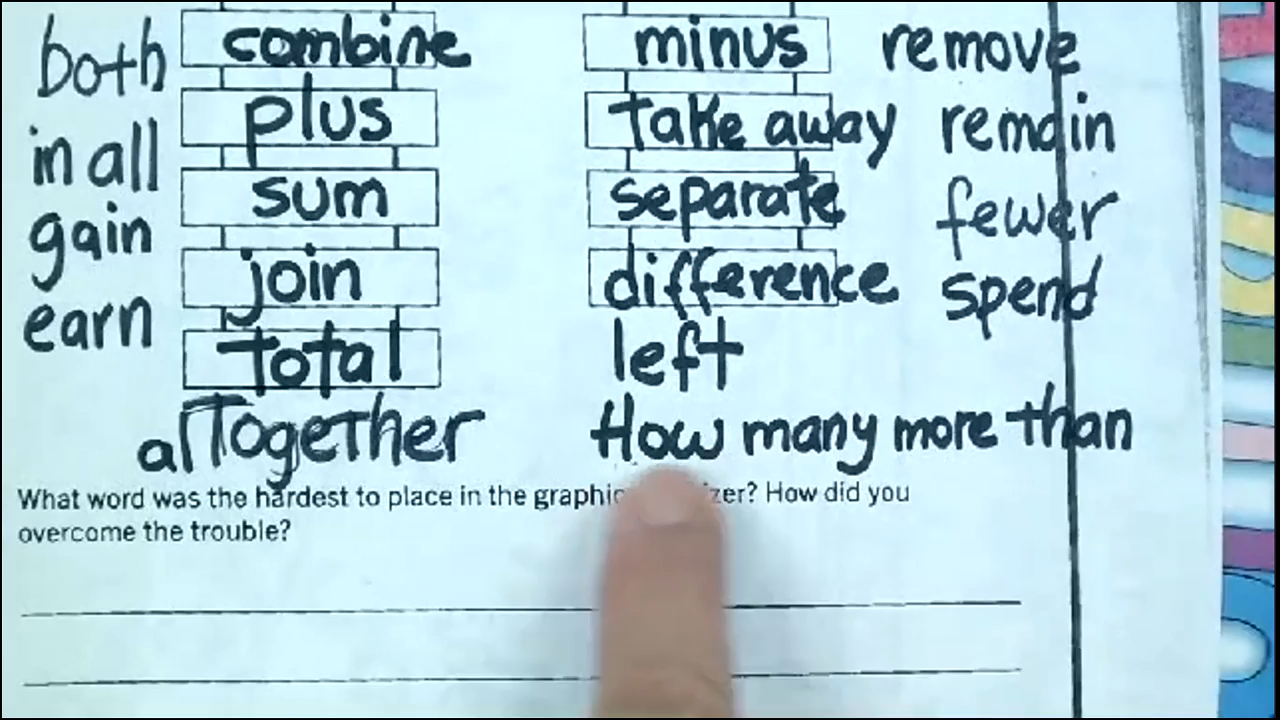 both combine minus remove
in all plus take away remain
gain sum separate fewer
earn join difference spend
total left
altogether How many more than
What word was the hardest to place in the graphic How did you
overcome the trouble?